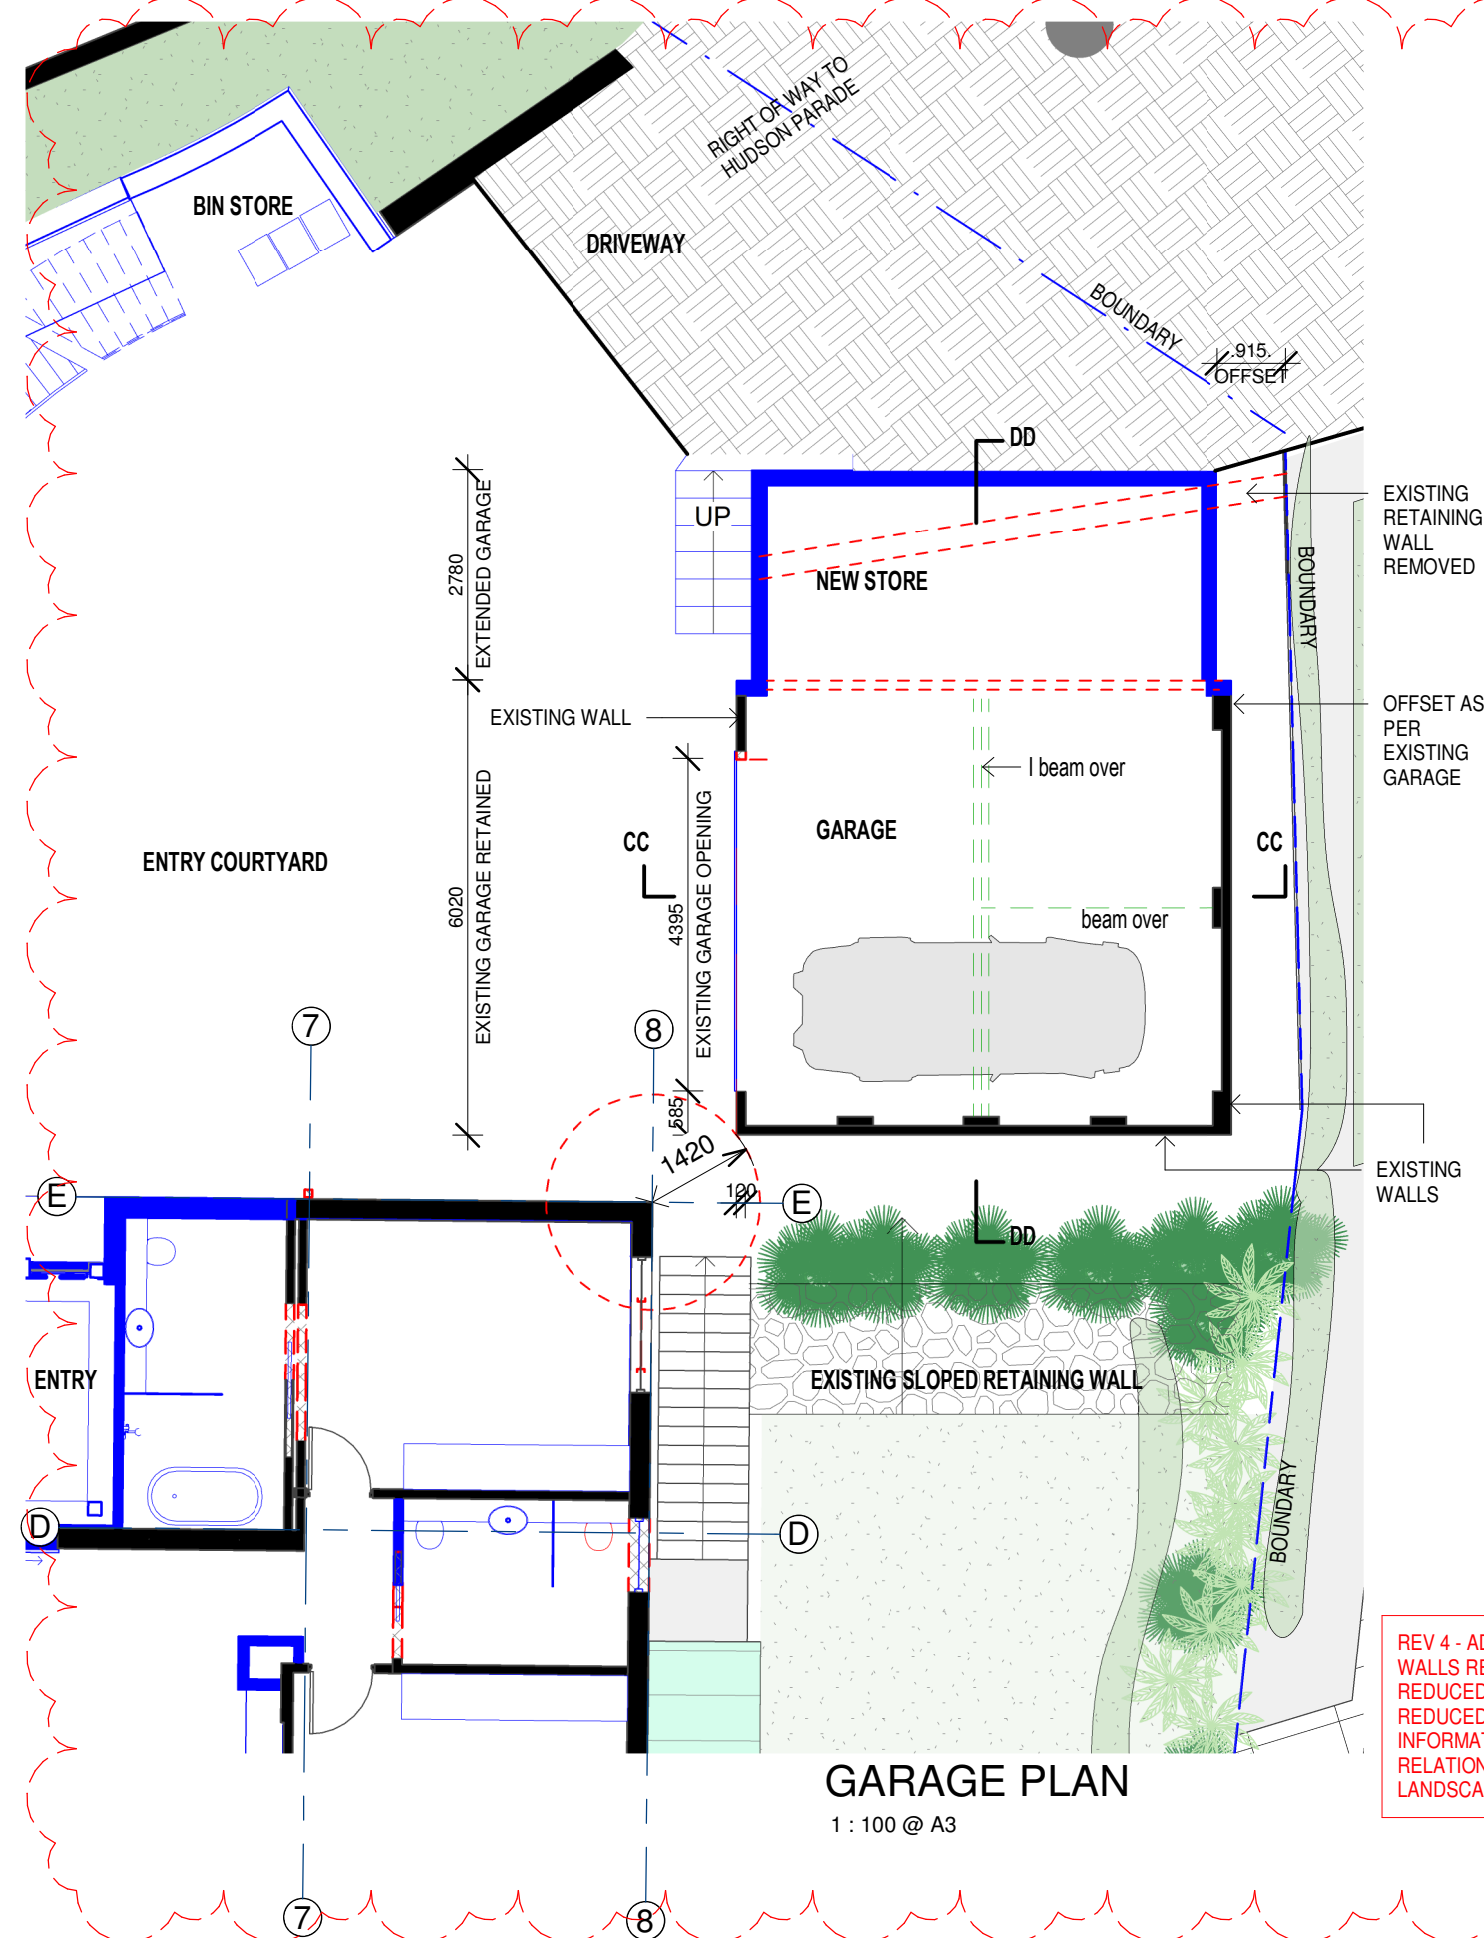 RIGHT OF WAY TO
HUDSON PARADE
BIN STORE
DRIVEWAY
BOUNDARY
.915.
OFFSET
DD
UP
EXISTING
RETAINING
WALL
REMOVED
2780
EXTENDED GARAGE
NEW STORE
BOUNDARY
EXISTING WALL
OFFSET AS
PER
EXISTING
GARAGE
I beam over
GARAGE
CC
CC
ENTRY COURTYARD
6020
EXISTING GARAGE RETAINED
4395
EXISTING GARAGE OPENING
beam over
7
8
585
1420
120
E
E
EXISTING
WALLS
DD
ENTRY
EXISTING SLOPED RETAINING WALL
BOUNDARY
D
D
REV 4 - AD
WALLS RE
REDUCED
REDUCED
INFORMAT
RELATION
LANDSCA
GARAGE PLAN
1 : 100 @ A3
7
8